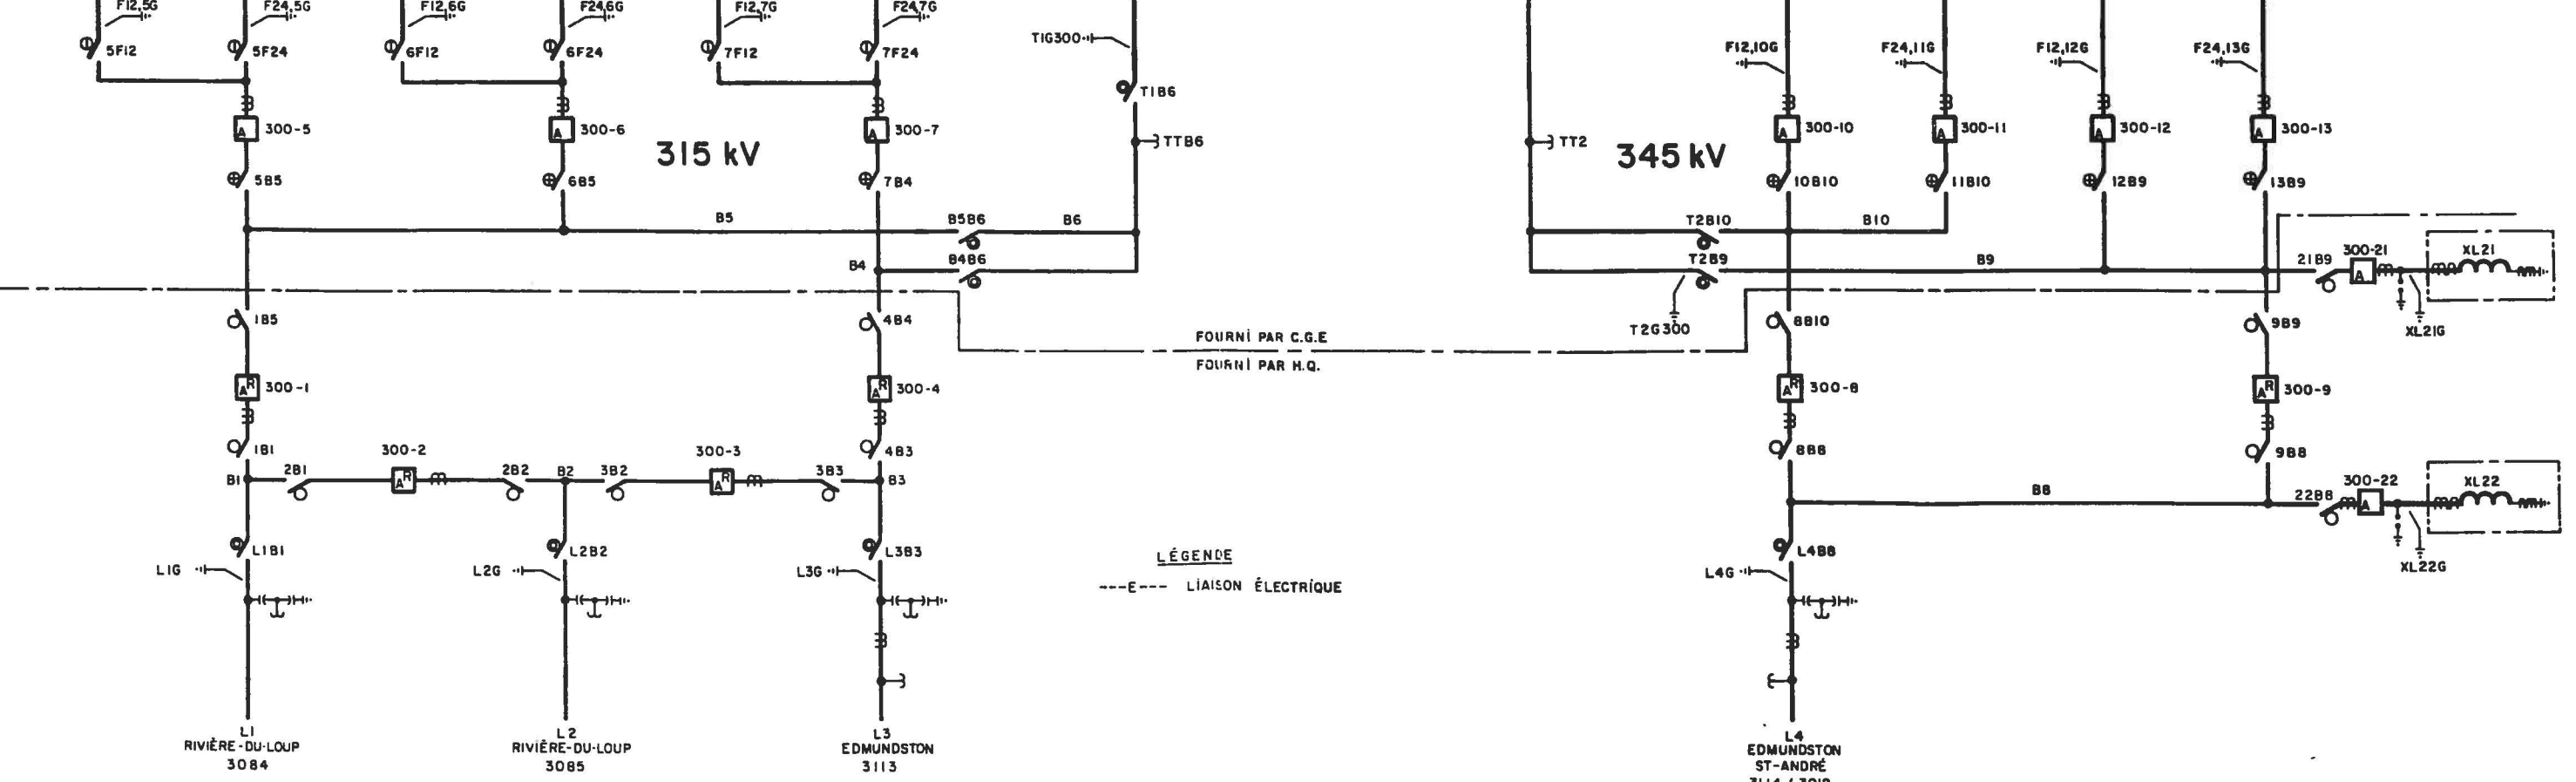 F12,5G
F24,5G
F12,6G
F24,6G
F12,7G
F24,7G
5F12
5F24
6F12
6F24
7F12
7F24
T1G300
F12,10G
F24,11G
F12,12G
F24,13G
T1B6
300-5
300-6
300-7
315 kV
TTB6
TT2
345 kV
300-10
300-11
300-12
300-13
A
A
A
A
A
A
A
5B5
6B5
7B4
10B10
11B10
12B9
13B9
B5
B5B6
B6
T2B10
B10
B4
B4B6
T2B9
B9
21B9
300-21
A
XL21
1B5
4B4
T2G300
8B10
9B9
XL21G
FOURNI PAR C.G.E
FOURNI PAR H.Q.
AR
300-1
AR
300-4
AR
300-8
AR
300-9
1B1
4B3
8B8
9B8
B1
2B1
300-2
AR
2B2
B2
3B2
300-3
AR
3B3
B3
B8
22B8
300-22
A
XL22
L1B1
L2B2
L3B3
L4B8
XL22G
L1G
L2G
L3G
L4G
LÉGENDE
---E--- LIAISON ÉLECTRIQUE
L1
RIVIÈRE-DU-LOUP
3084
L2
RIVIÈRE-DU-LOUP
3085
L3
EDMUNDSTON
3113
L4
EDMUNDSTON
ST-ANDRÉ